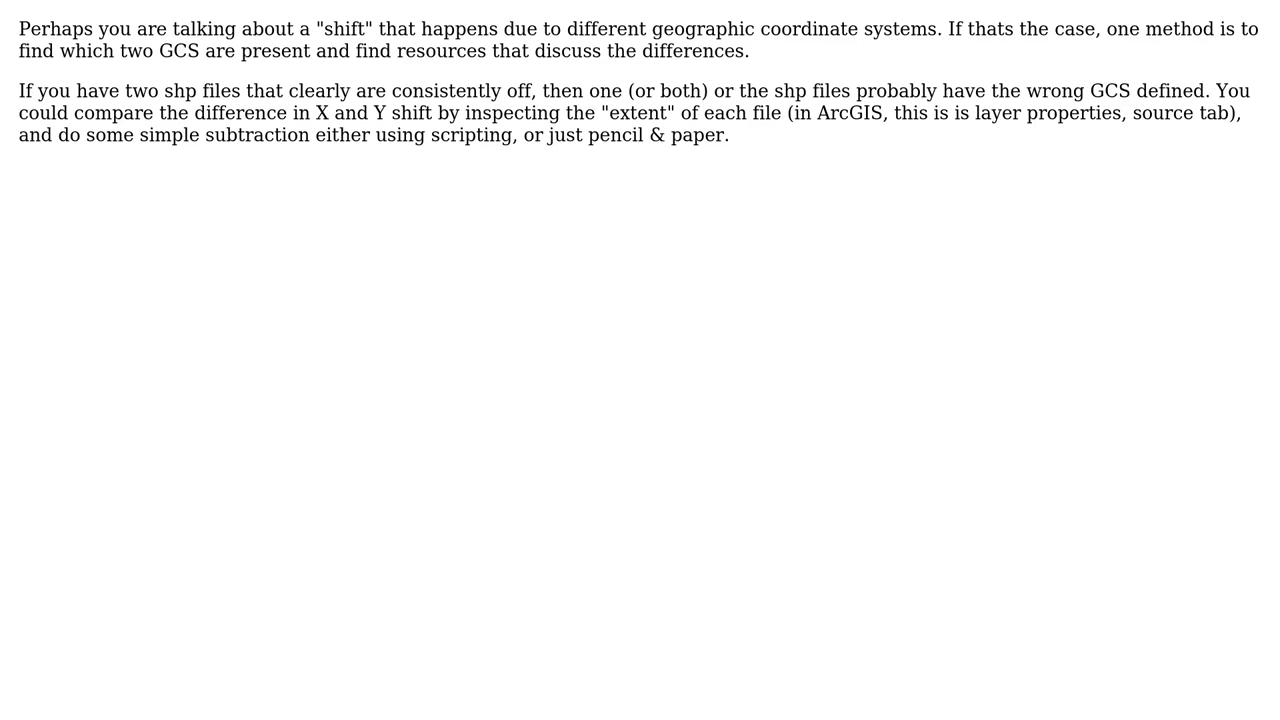 Perhaps you are talking about a "shift" that happens due to different geographic coordinate systems. If thats the case, one method is to
find which two GCS are present and find resources that discuss the differences.
If you have two shp files that clearly are consistently off, then one (or both) or the shp files probably have the wrong GCS defined. You
could compare the difference in X and Y shift by inspecting the "extent" of each file (in ArcGIS, this is is layer properties, source tab),
and do some simple subtraction either using scripting, or just pencil & paper.